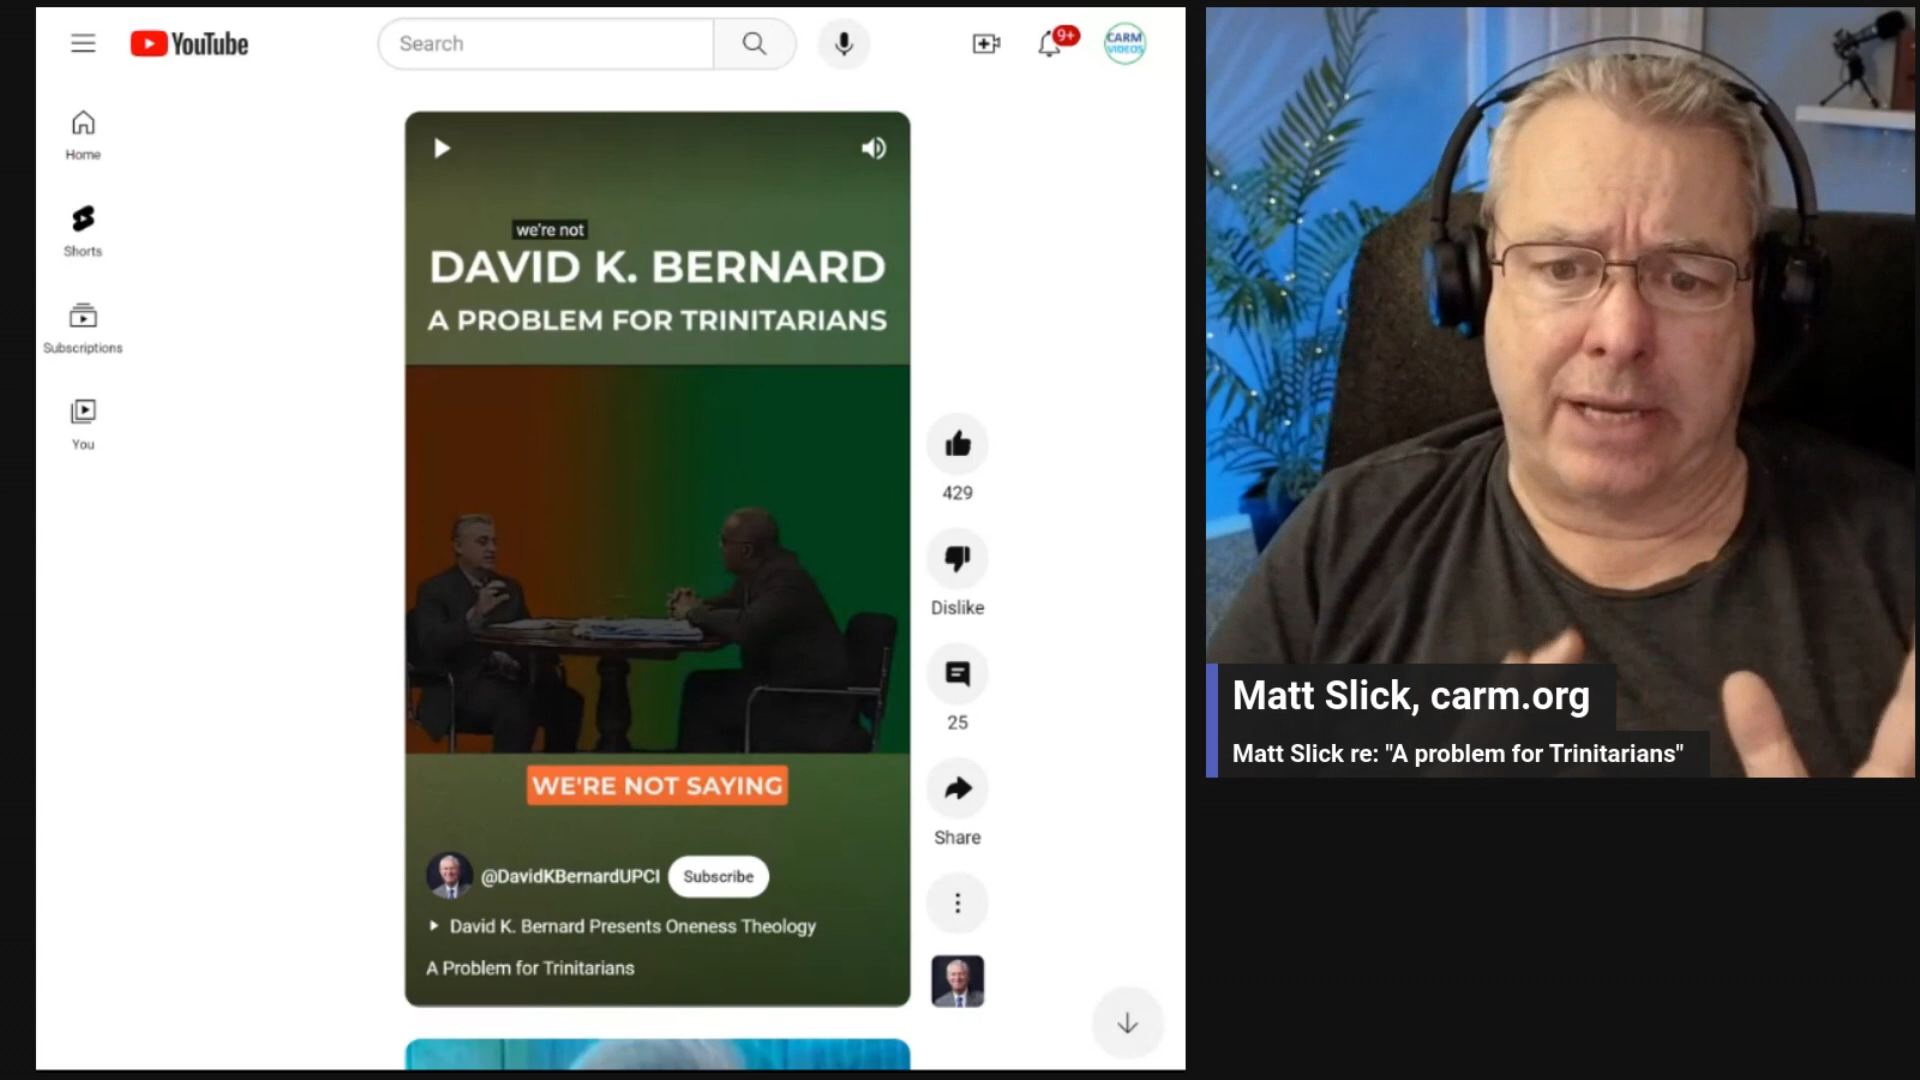 YouTube
Search
9+
CARM
VIDEOS
Home
Shorts
Subscriptions
You
we're not
DAVID K. BERNARD
A PROBLEM FOR TRINITARIANS
WE'RE NOT SAYING
@DavidKBernardUPCI
Subscribe
David K. Bernard Presents Oneness Theology
A Problem for Trinitarians
429
Dislike
25
Share
Matt Slick, carm.org
Matt Slick re: "A problem for Trinitarians"